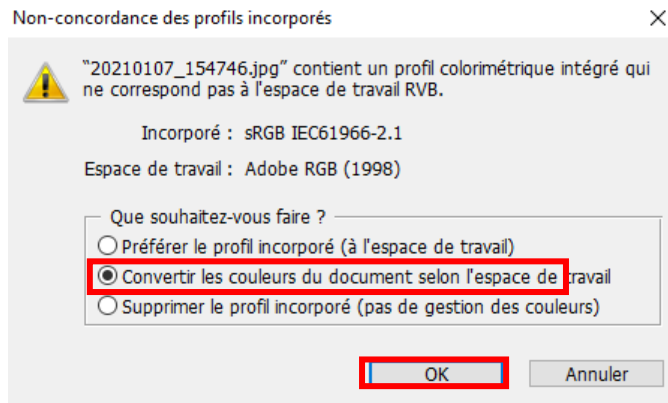 Non-concordance des profils incorporés
“20210107_154746.jpg” contient un profil colorimétrique intégré qui
ne correspond pas à l'espace de travail RVB.
Incorporé : sRGB IEC61966-2.1
Espace de travail : Adobe RGB (1998)
Que souhaitez-vous faire ?
Préférer le profil incorporé (à l'espace de travail)
Convertir les couleurs du document selon l'espace de travail
Supprimer le profil incorporé (pas de gestion des couleurs)
OK
Annuler